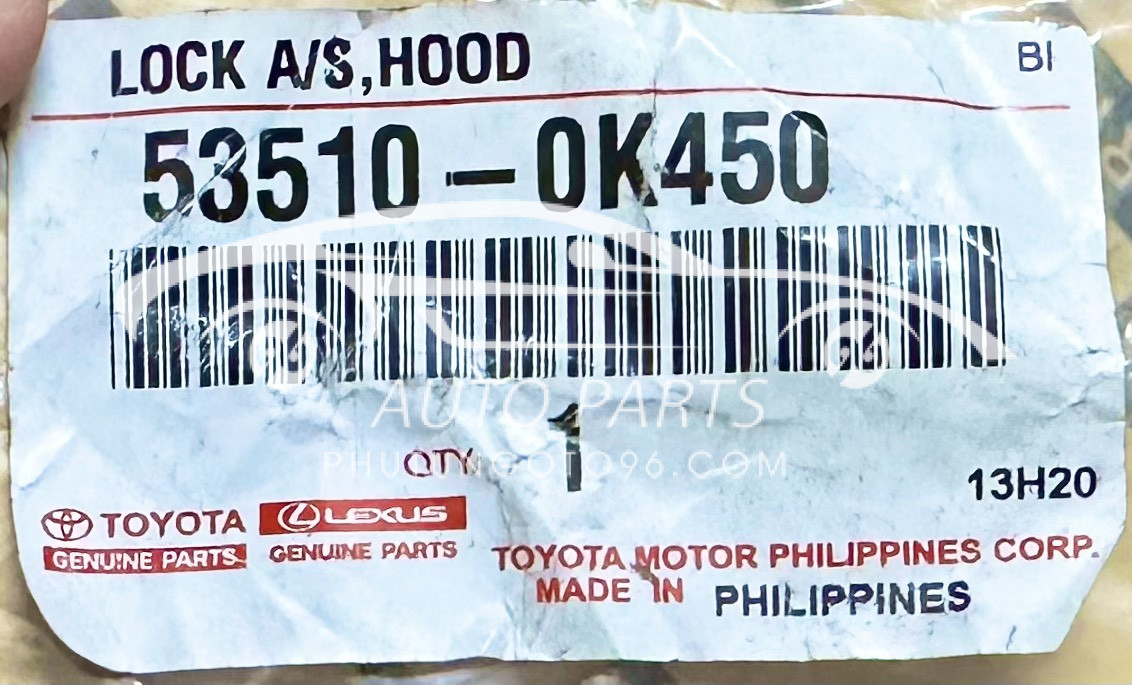 LOCK A/S,HOOD
BI
53510-0K450
AUTO PARTS
QTY 1
PHUTUNGOTO96.COM
13H20
TOYOTA LEXUS
GENUINE PARTS GENUINE PARTS
TOYOTA MOTOR PHILIPPINES CORP.
MADE IN PHILIPPINES